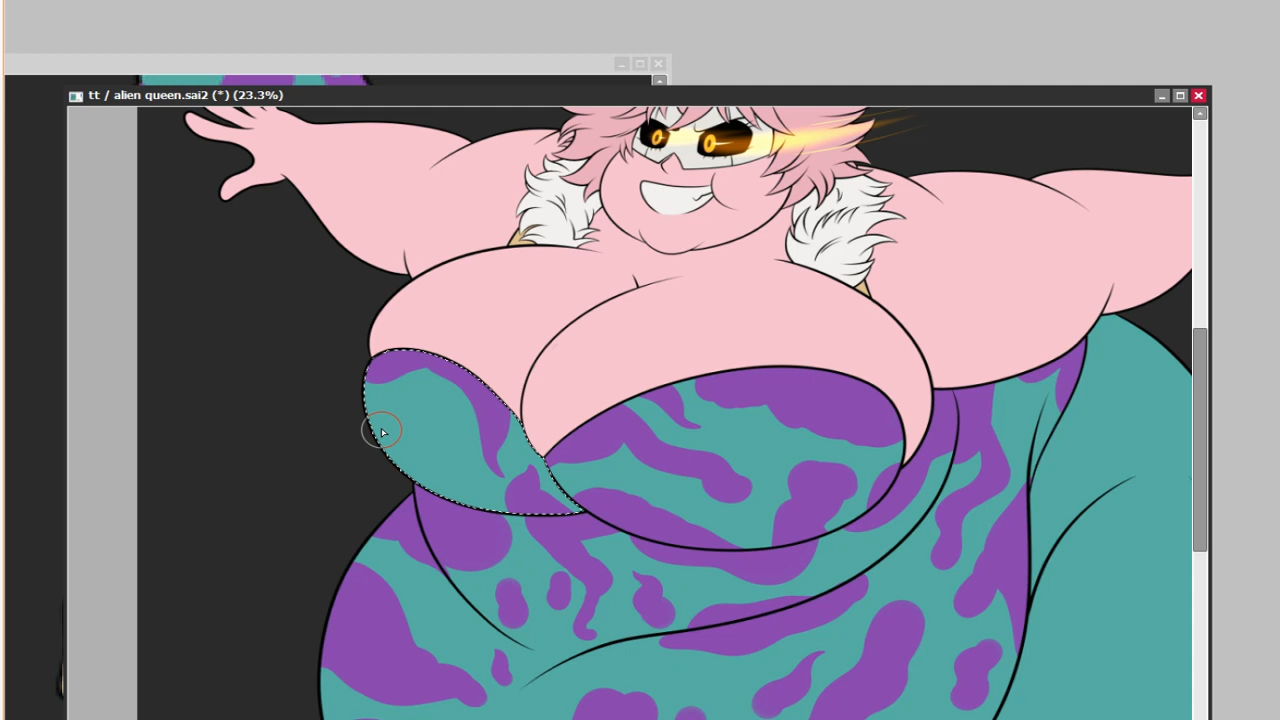 tt / alien queen.sai2 (*) (23.3%)